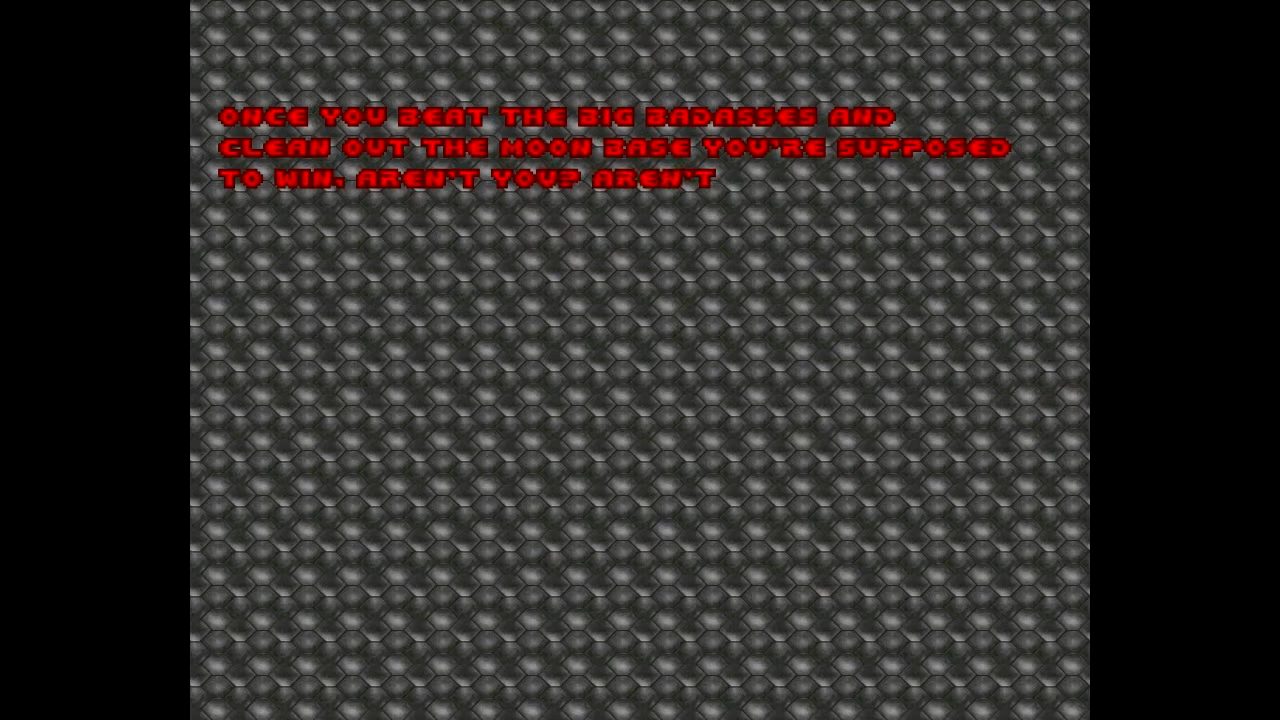 ONCE YOU BEAT THE BIG BADASSES AND
CLEAN OUT THE MOON BASE YOU'RE SUPPOSED
TO WIN, AREN'T YOU? AREN'T